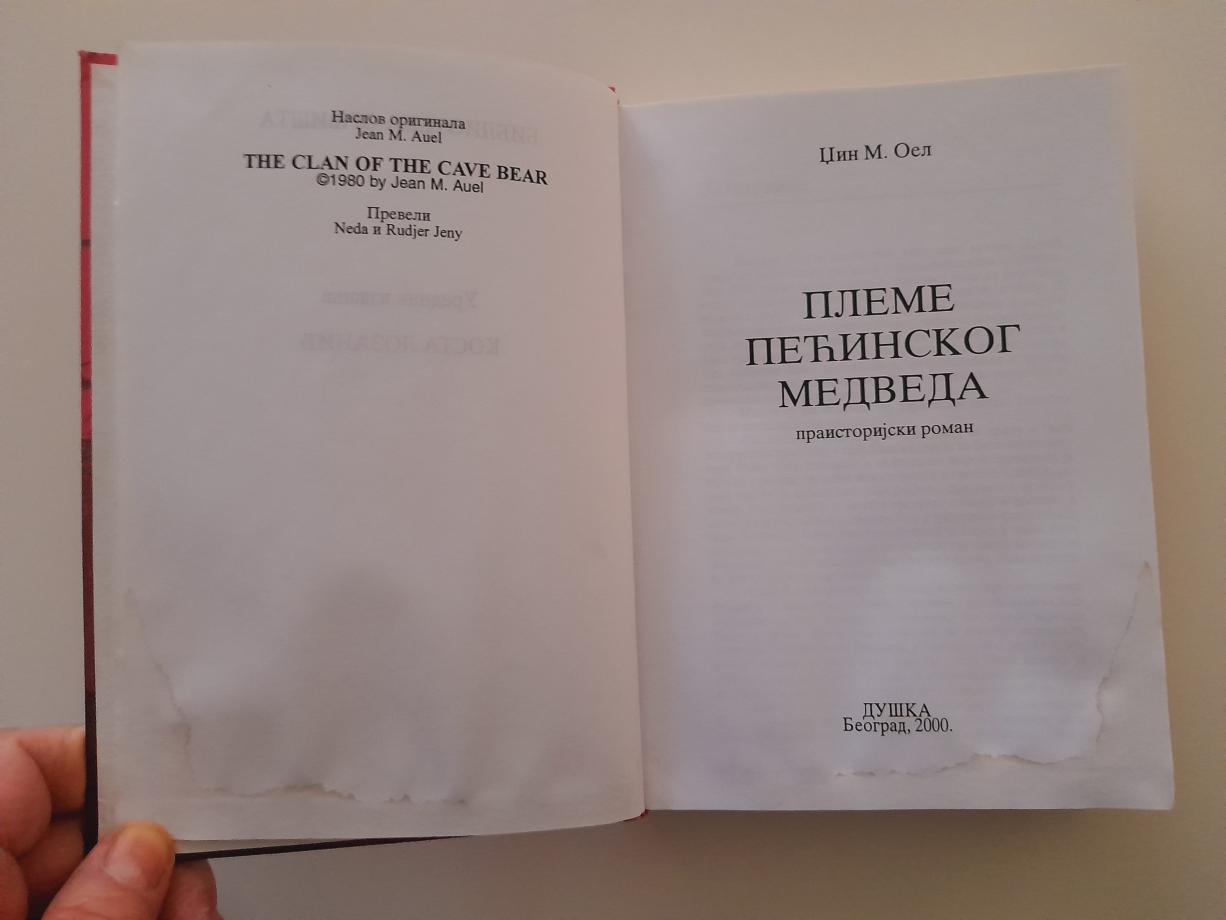 Наслов оригинала
Jean M. Auel
THE CLAN OF THE CAVE BEAR
©1980 by Jean M. Auel
Превели
Neda и Rudjer Jeny
Џин М. Оел
ПЛЕМЕ
ПЕЋИНСКОГ
МЕДВЕДА
праисторијски роман
ДУШКА
Београд, 2000.